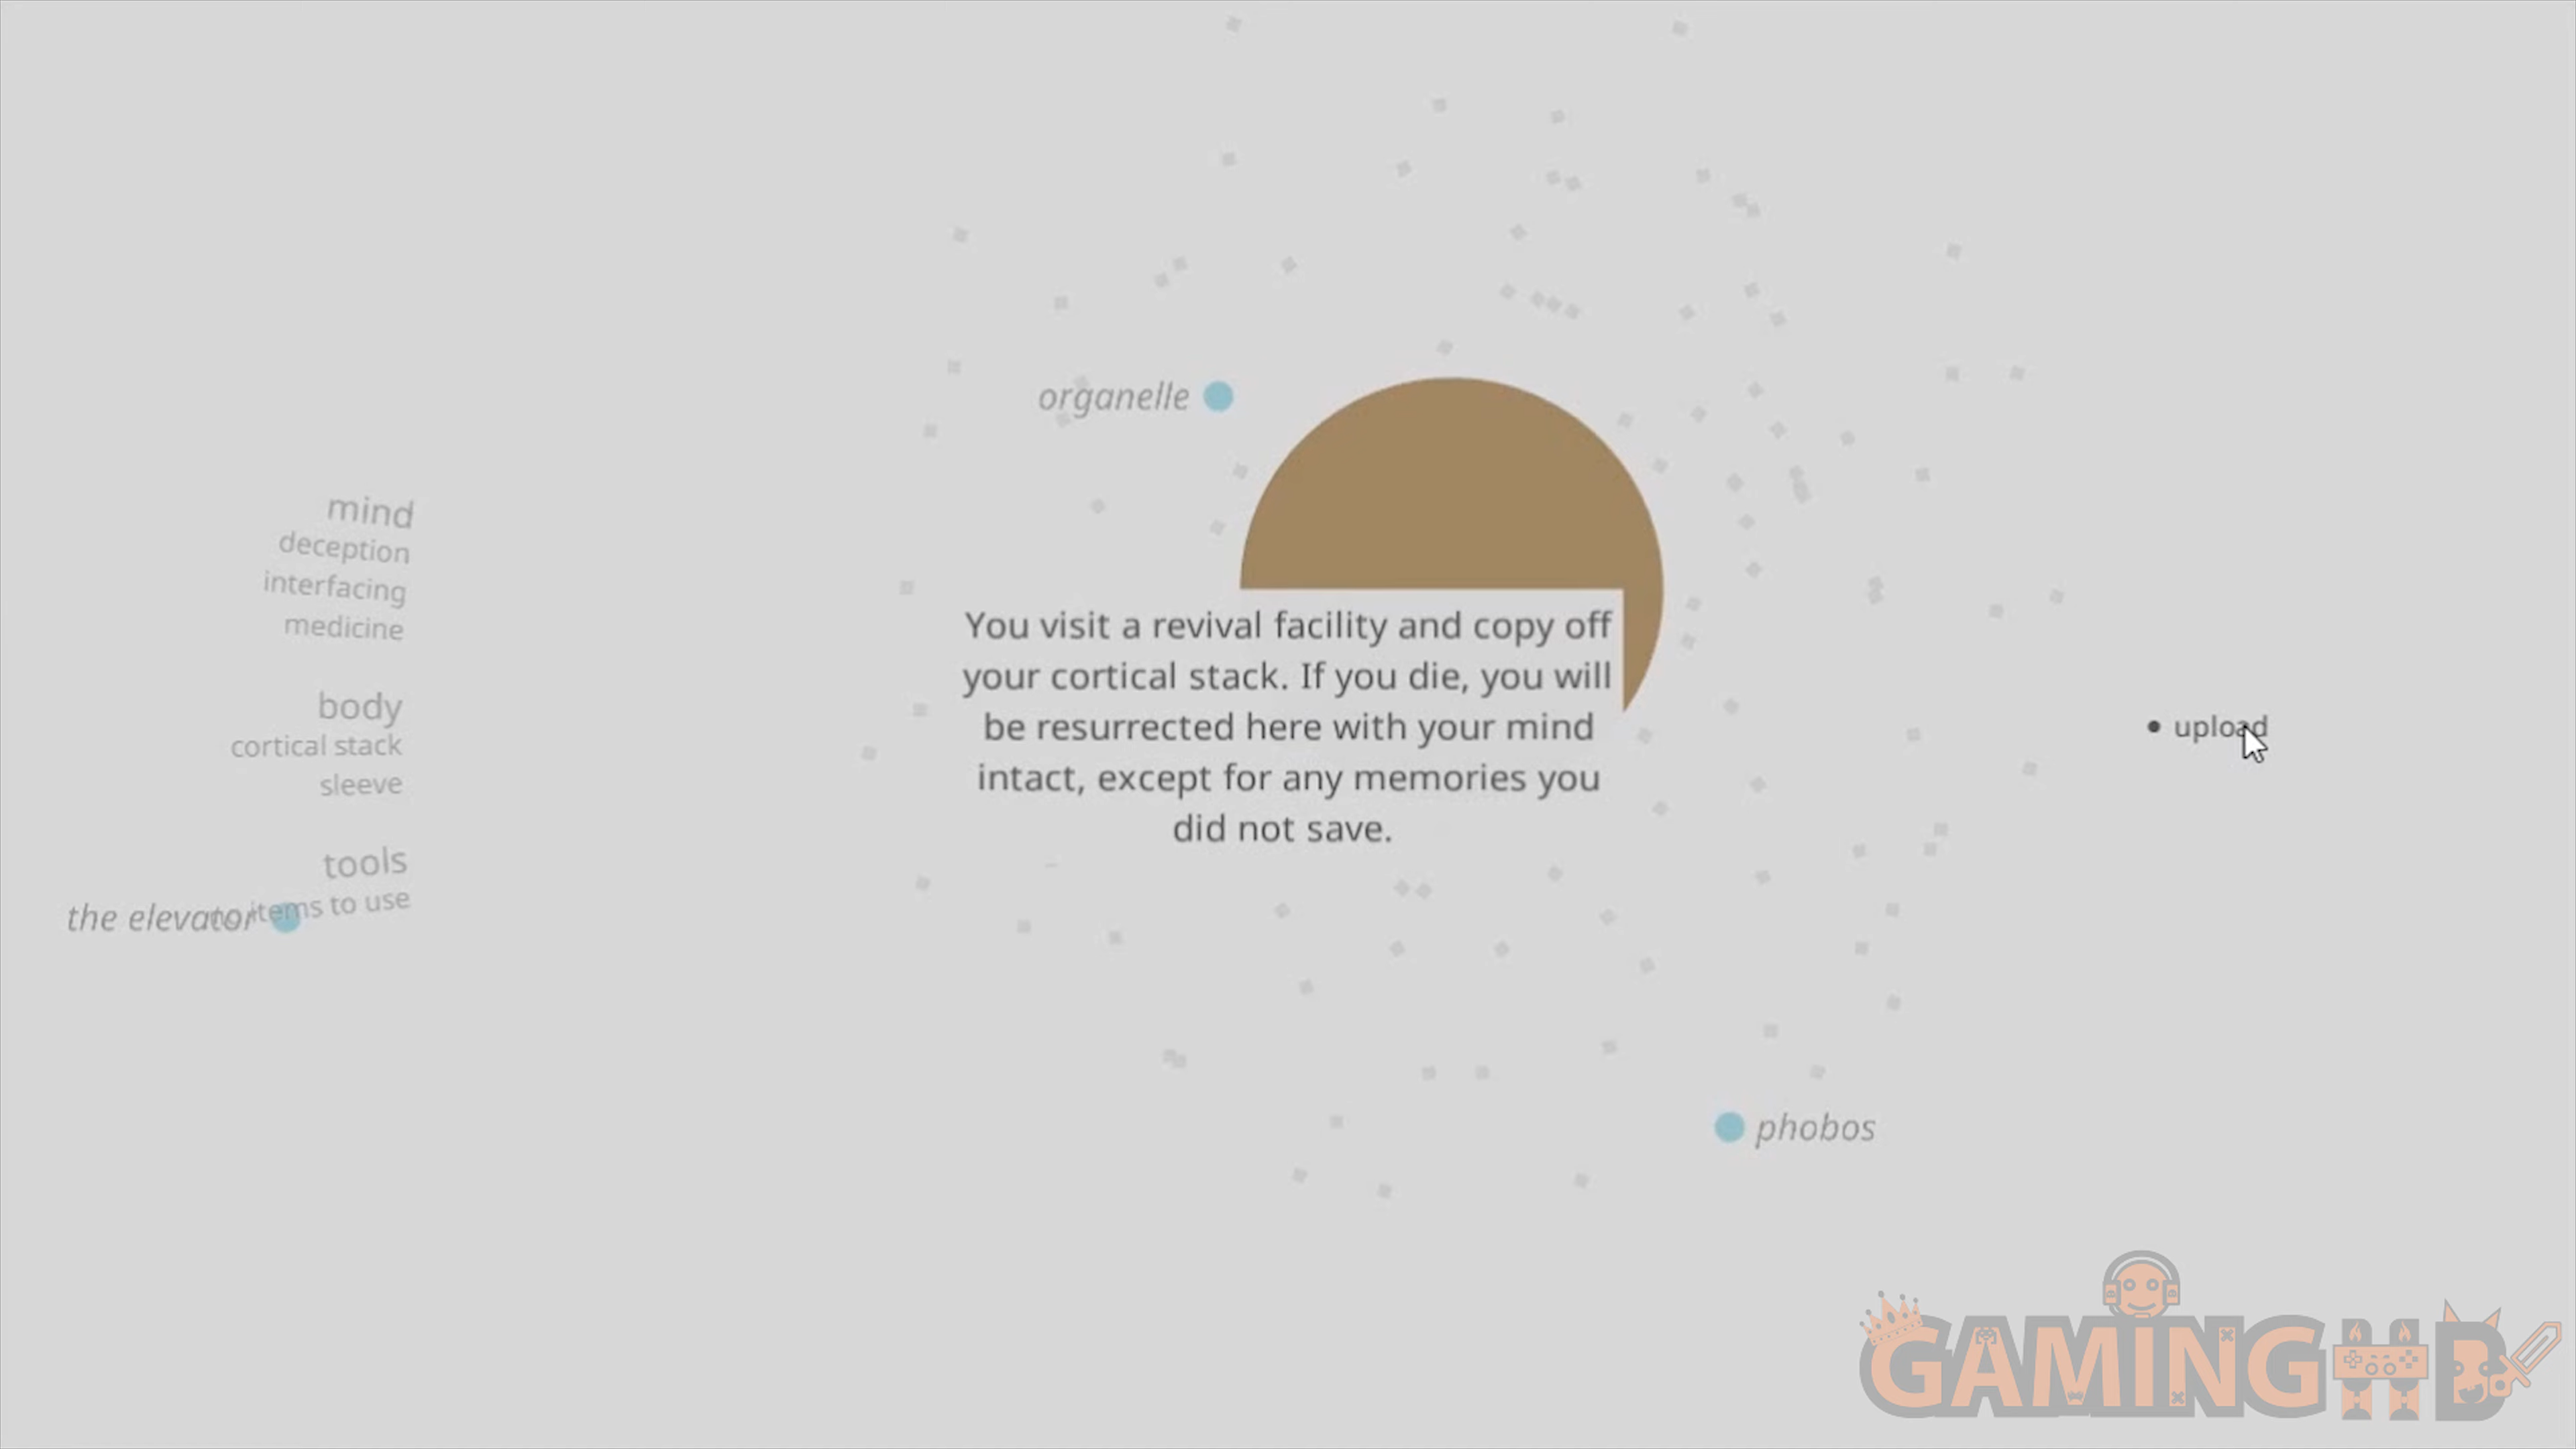 organelle
mind
deception
interfacing
medicine
body
cortical stack
sleeve
tools
items to use
the elevator
You visit a revival facility and copy off
your cortical stack. If you die, you will
be resurrected here with your mind
intact, except for any memories you
did not save.
upload
phobos
GAMING HD